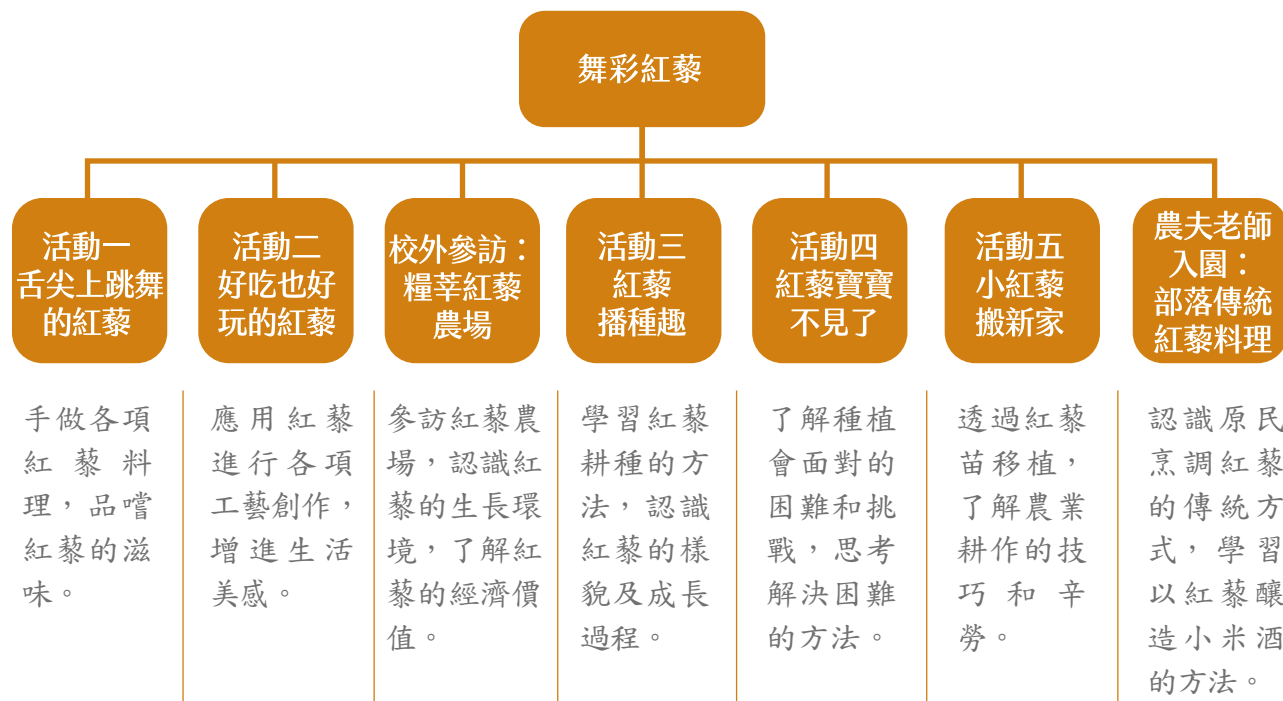 舞彩紅藜
活動一
舌尖上跳舞
的紅藜
活動二
好吃也好
玩的紅藜
校外參訪：
糧莘紅藜
農場
活動三
紅藜
播種趣
活動四
紅藜寶寶
不見了
活動五
小紅藜
搬新家
農夫老師
入園：
部落傳統
紅藜料理
手做各項
紅藜料
理，品嚐
紅藜的滋
味。
應用紅藜
進行各項
工藝創作，
增進生活
美感。
參訪紅藜農
場，認識紅
藜的生長環
境，了解紅
藜的經濟價
值。
學習紅藜
耕種的方
法，認識
紅藜的樣
貌及成長
過程。
了解種植
會面對的
困難和挑
戰，思考
解決困難
的方法。
透過紅藜
苗移植，
了解農業
耕作的技
巧和辛
勞。
認識原民
烹調紅藜
的傳統方
式，學習
以紅藜釀
造小米酒
的方法。